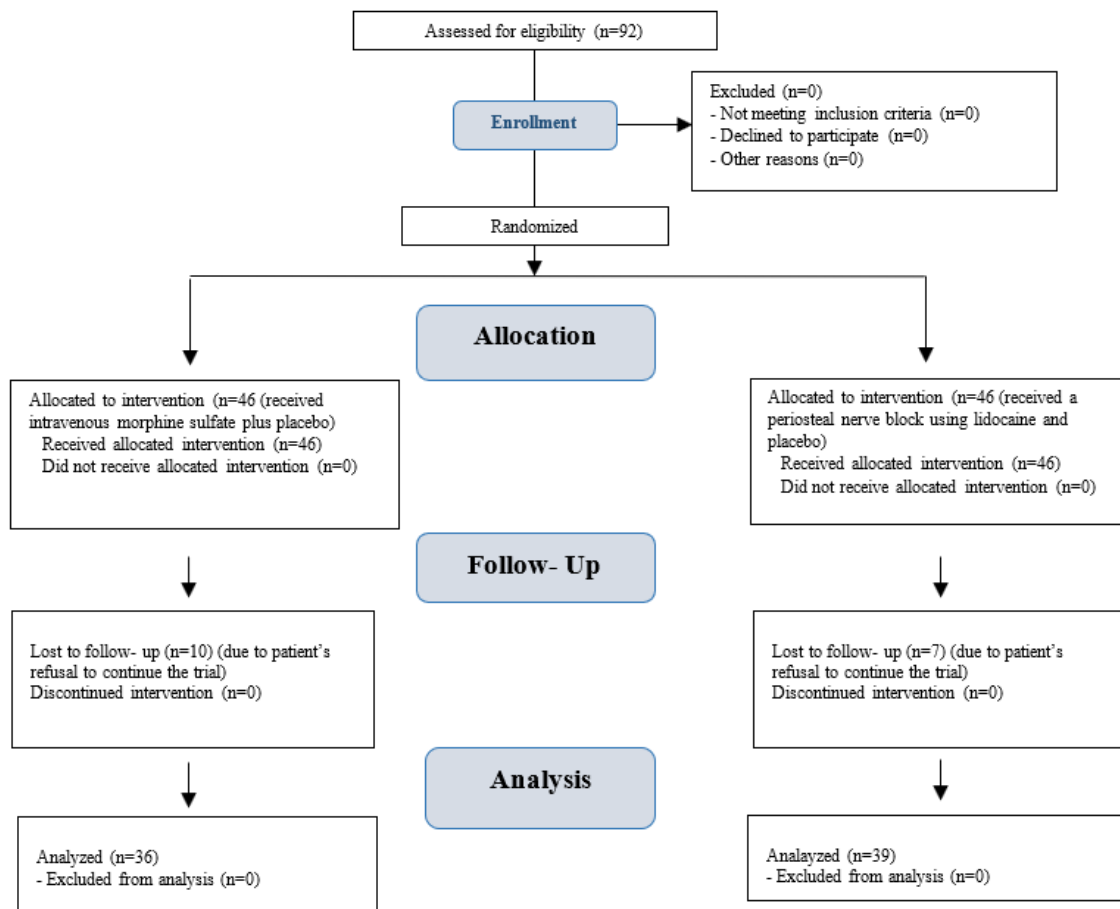 Assessed for eligibility (n=92)
Enrollment
Excluded (n=0)
- Not meeting inclusion criteria (n=0)
- Declined to participate (n=0)
- Other reasons (n=0)
Randomized
Allocation
Allocated to intervention (n=46 (received
intravenous morphine sulfate plus placebo)
Received allocated intervention (n=46)
Did not receive allocated intervention (n=0)
Allocated to intervention (n=46 (received a
periosteal nerve block using lidocaine and
placebo)
Received allocated intervention (n=46)
Did not receive allocated intervention (n=0)
Follow- Up
Lost to follow- up (n=10) (due to patient’s
refusal to continue the trial)
Discontinued intervention (n=0)
Lost to follow- up (n=7) (due to patient’s
refusal to continue the trial)
Discontinued intervention (n=0)
Analysis
Analyzed (n=36)
- Excluded from analysis (n=0)
Analayzed (n=39)
- Excluded from analysis (n=0)